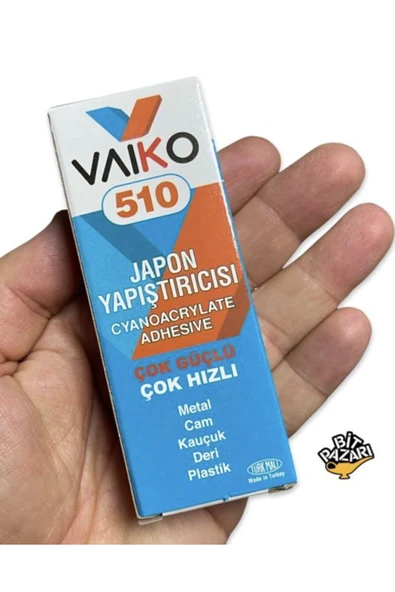 VAIKO
510
JAPON
YAPIŞTIRICISI
CYANOACRYLATE
ADHESIVE
ÇOK GÜÇLÜ
ÇOK HIZLI
Metal
Cam
Kauçuk
Deri
Plastik
TÜRK MALI
Made in Turkey
BİT
PAZARI